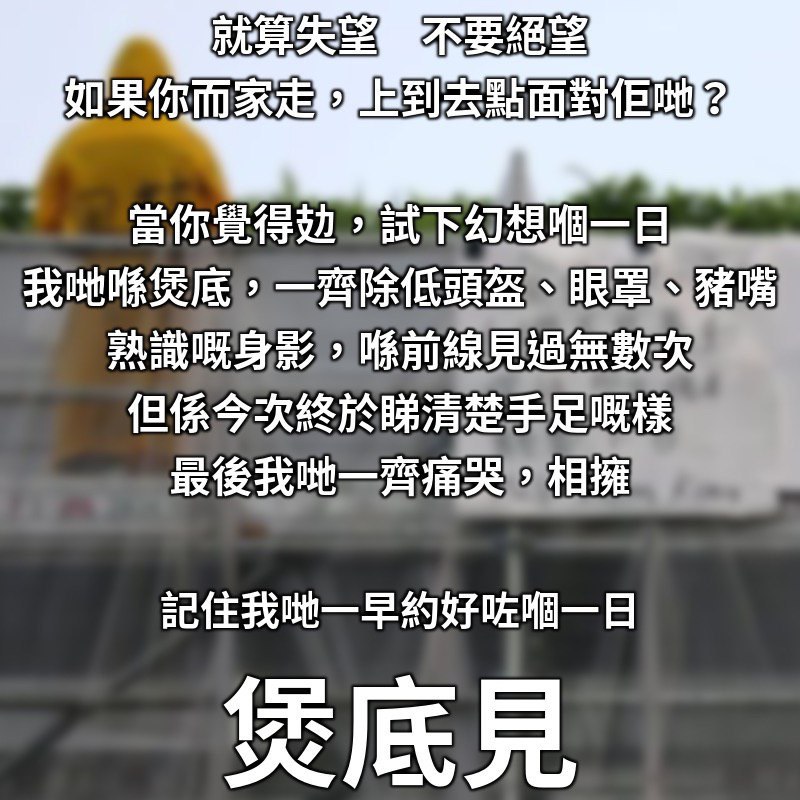 就算失望　不要絕望
如果你而家走，上到去點面對佢哋？
當你覺得攰，試下幻想嗰一日
我哋喺煲底，一齊除低頭盔、眼罩、豬嘴
熟識嘅身影，喺前線見過無數次
但係今次終於睇清楚手足嘅樣
最後我哋一齊痛哭，相擁
記住我哋一早約好咗嗰一日
煲底見